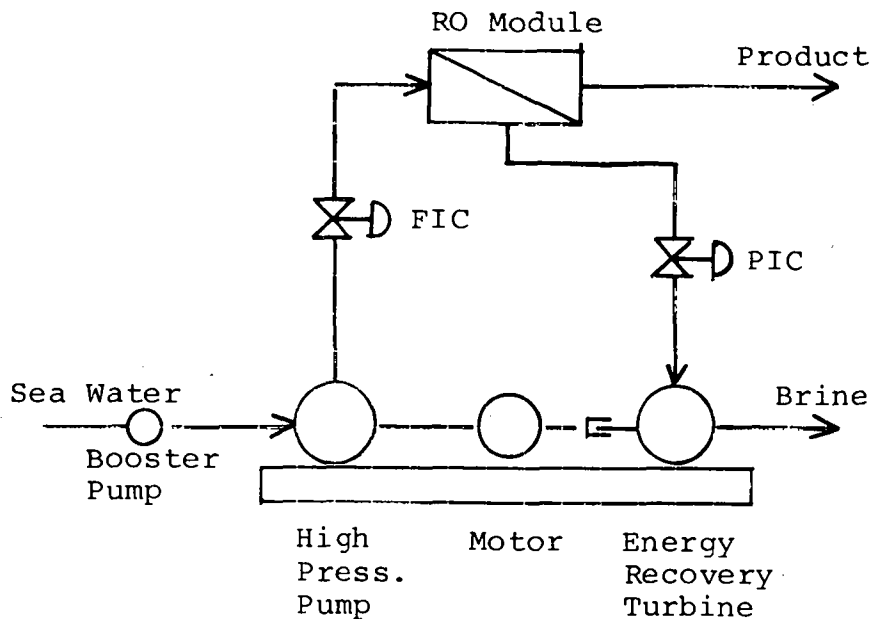 RO Module
Product
FIC
PIC
Sea Water
Brine
Booster
Pump
High
Press.
Pump
Motor
Energy
Recovery
Turbine